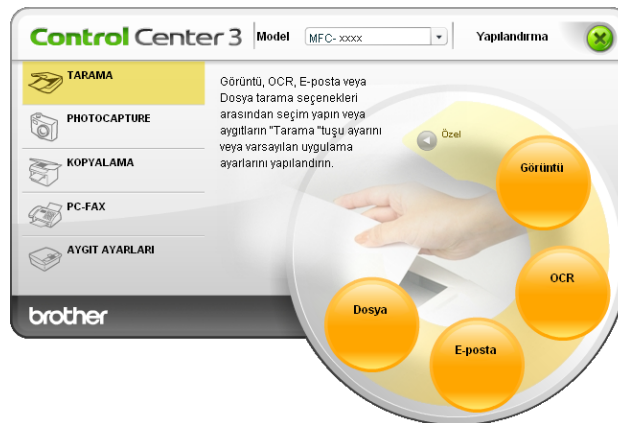 Control Center 3 Model MFC- xxxx Yapılandırma
TARAMA
PHOTOCAPTURE
KOPYALAMA
PC-FAX
AYGIT AYARLARI
Görüntü, OCR, E-posta veya
Dosya tarama seçenekleri
arasından seçim yapın veya
aygıtların "Tarama "tuşu ayarını
veya varsayılan uygulama
ayarlarını yapılandırın.
Özel
Görüntü
OCR
E-posta
Dosya
brother